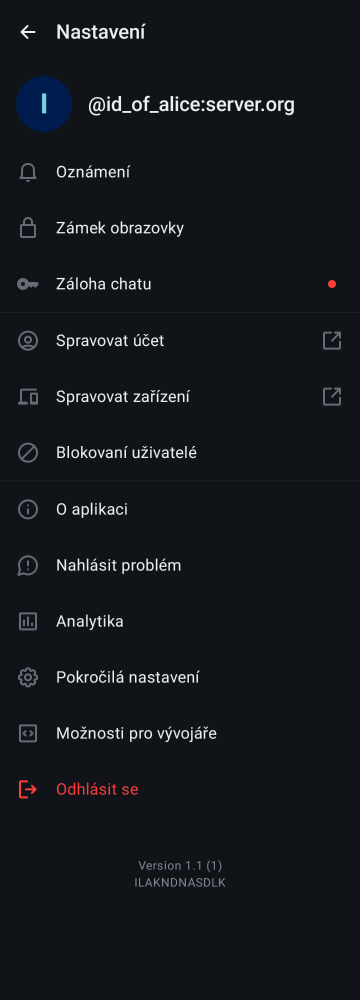 Nastavení
I
@id_of_alice:server.org
Oznámení
Zámek obrazovky
Záloha chatu
Spravovat účet
Spravovat zařízení
Blokovaní uživatelé
O aplikaci
Nahlásit problém
Analytika
Pokročilá nastavení
Možnosti pro vývojáře
Odhlásit se
Version 1.1 (1)
ILAKNDNASDLK